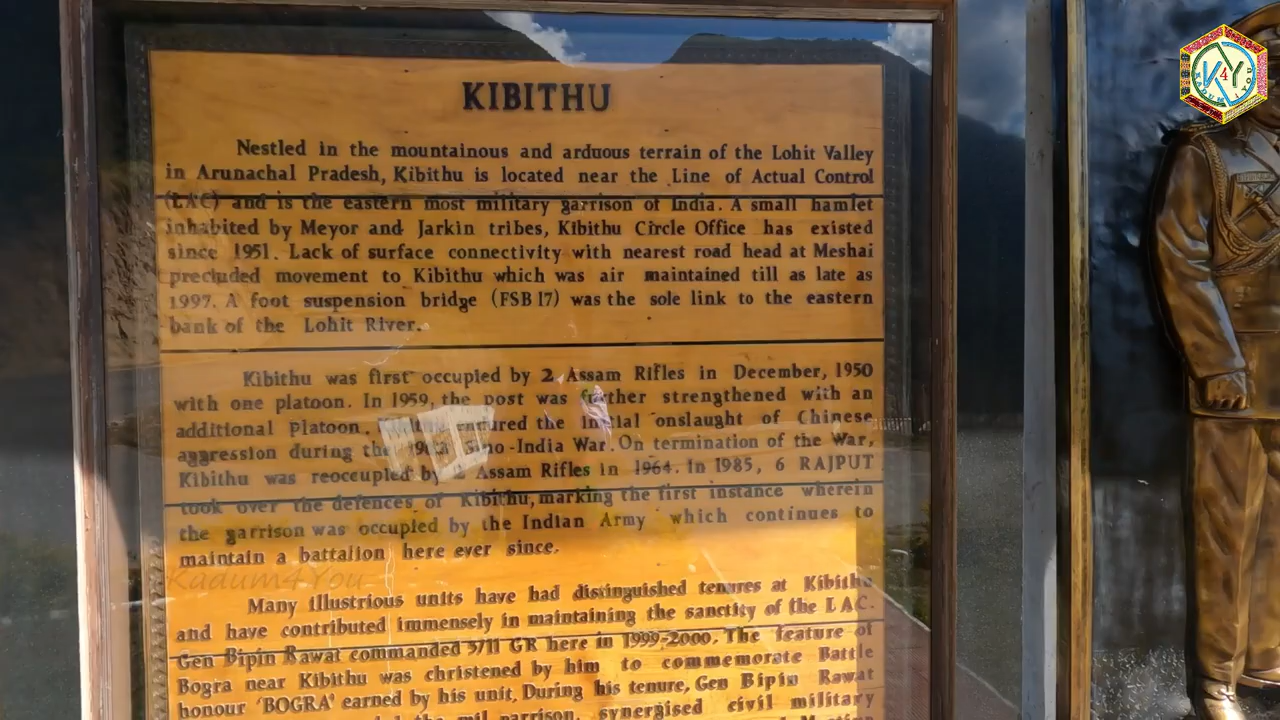 KIBITHU
Nestled in the mountainous and arduous terrain of the Lohit Valley
in Arunachal Pradesh, Kibithu is located near the Line of Actual Control
(LAC) and is the eastern most military garrison of India. A small hamlet
inhabited by Meyor and Jarkin tribes, Kibithu Circle Office has existed
since 1951. Lack of surface connectivity with nearest road head at Meshai
precluded movement to Kibithu which was air maintained till as late as
1997. A foot suspension bridge (FSB 17) was the sole link to the eastern
bank of the Lohit River.
Kibithu was first occupied by 2 Assam Rifles in December, 1950
with one platoon. In 1959, the post was further strengthened with an
additional platoon. endured the initial onslaught of Chinese
aggression during the 1962 Sino-India War. On termination of the War,
Kibithu was reoccupied by Assam Rifles in 1964. In 1985, 6 RAJPUT
took over the defences of Kibithu, marking the first instance wherein
the garrison was occupied by the Indian Army which continues to
maintain a battalion here ever since.
Kadum4You
Many illustrious units have had distinguished tenures at Kibithu
and have contributed immensely in maintaining the sanctity of the LAC.
Gen Bipin Rawat commanded 5/11 GR here in 1999-2000. The feature of
Bogra near Kibithu was christened by him to commemorate Battle
honour 'BOGRA' earned by his unit. During his tenure, Gen Bipin Rawat
the mil garrison, synergised civil military
K4Y
KADUM 4 YOU